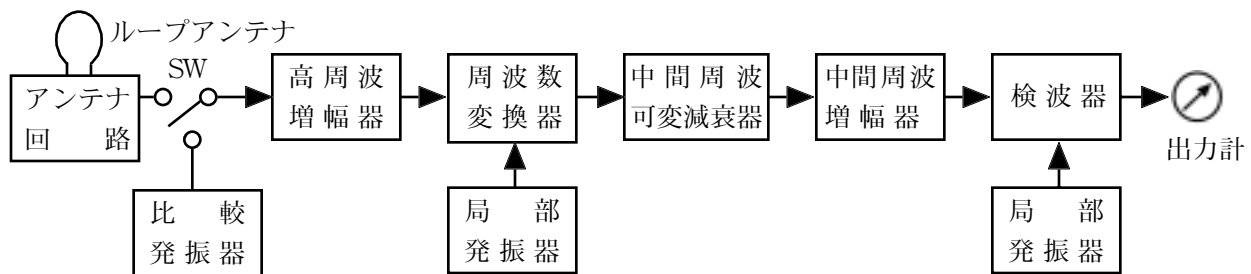 ループアンテナ
SW
アンテナ
回路
高周波
増幅器
周波数
変換器
中間周波
可変減衰器
中間周波
増幅器
検波器
出力計
比較
発振器
局部
発振器
局部
発振器